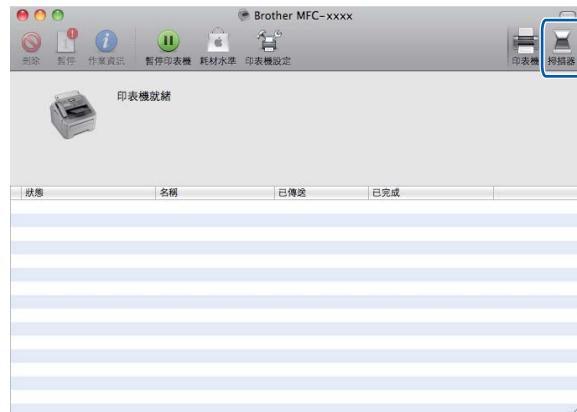 Brother MFC-xxxx
刪除 暫停 作業資訊 暫停印表機 耗材水準 印表機設定 印表機 掃描器
印表機就緒
狀態 名稱 已傳送 已完成